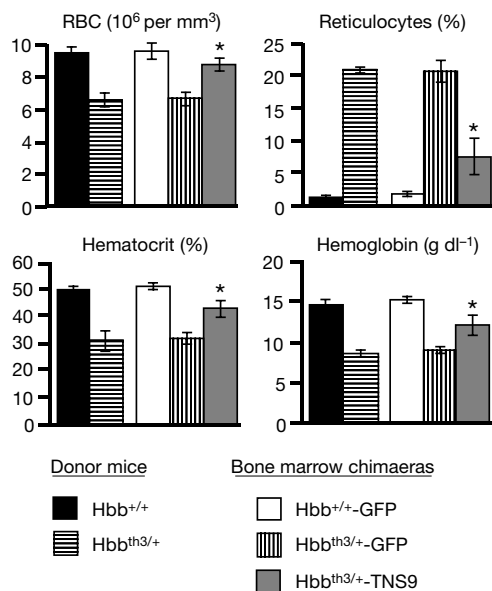 RBC (10⁶ per mm³)
10
8
6
4
2
0
*
Reticulocytes (%)
25
20
15
10
5
0
*
Hematocrit (%)
60
50
40
30
20
10
0
*
Hemoglobin (g dl⁻¹)
20
15
10
5
0
*
Donor mice
Hbb⁺/⁺
Hbbᵗʰ³/⁺
Bone marrow chimaeras
Hbb⁺/⁺-GFP
Hbbᵗʰ³/⁺-GFP
Hbbᵗʰ³/⁺-TNS9